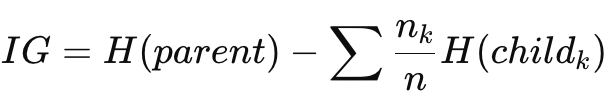 IG = H(parent) − ∑ n_k/n H(child_k)